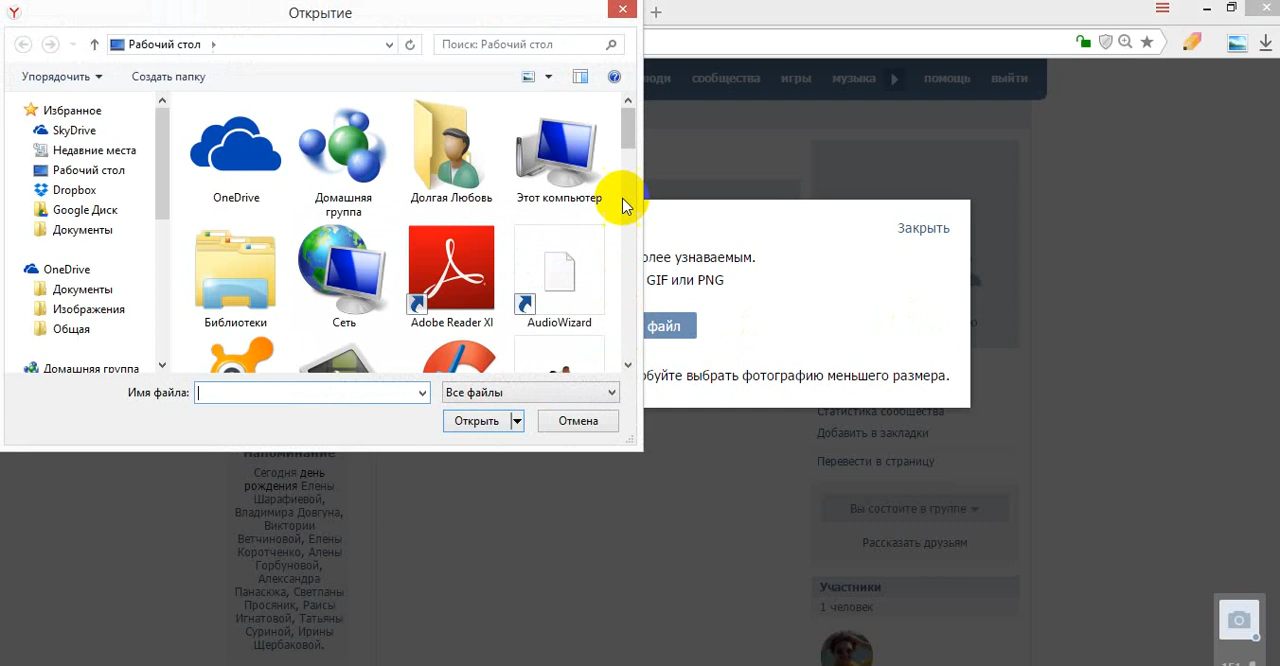 Открытие
Рабочий стол
Поиск: Рабочий стол
Упорядочить
Создать папку
Избранное
SkyDrive
Недавние места
Рабочий стол
Dropbox
Google Диск
Документы
OneDrive
Документы
Изображения
Общая
Домашняя группа
OneDrive
Домашняя
группа
Долгая Любовь
Этот компьютер
Библиотеки
Сеть
Adobe Reader XI
AudioWizard
Имя файла:
Все файлы
Открыть
Отмена
сообщества
игры
музыка
помощь
выйти
Закрыть
более узнаваемым.
GIF или PNG
файл
выбрать фотографию меньшего размера.
Статистика сообщества
Добавить в закладки
Перевести в страницу
Вы состоите в группе
Рассказать друзьям
Участники
1 человек
Напоминание
Сегодня день
рождения Елены
Шарафиевой,
Владимира Довгуна,
Виктории
Ветчиновой, Елены
Коротченко, Алены
Горбуновой,
Александра
Панасюка, Светланы
Просяник, Раисы
Игнатовой, Татьяны
Суриной, Ирины
Щербаковой.